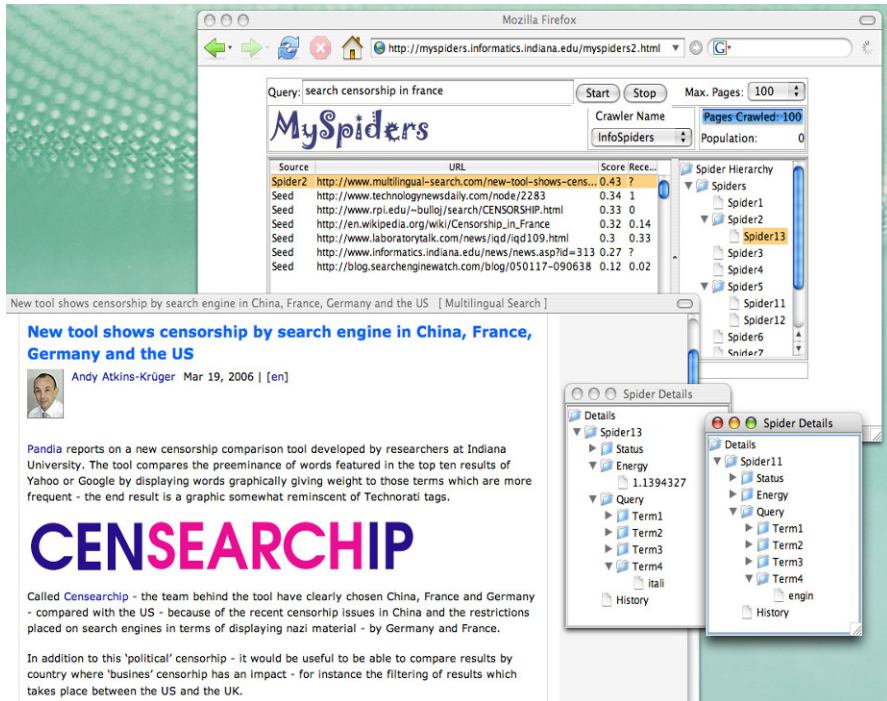 Mozilla Firefox
http://myspiders.informatics.indiana.edu/myspiders2.html
G
Query: search censorship in france
Start
Stop
Max. Pages: 100
MySpiders
Crawler Name
InfoSpiders
Pages Crawled: 100
Population: 0
Source URL Score Rece...
Spider2 http://www.multilingual-search.com/new-tool-shows-cens... 0.43 ?
Seed http://www.technologynewsdaily.com/node/2283 0.34 1
Seed http://www.rpi.edu/~bulloj/search/CENSORSHIP.html 0.33 0
Seed http://en.wikipedia.org/wiki/Censorship_in_France 0.32 0.14
Seed http://www.laboratorytalk.com/news/iqd/iqd109.html 0.3 0.33
Seed http://www.informatics.indiana.edu/news/news.asp?id=313 0.27 ?
Seed http://blog.searchenginewatch.com/blog/050117-090638 0.12 0.02
Spider Hierarchy
Spiders
Spider1
Spider2
Spider13
Spider3
Spider4
Spider5
Spider11
Spider12
Spider6
Spider7
New tool shows censorship by search engine in China, France, Germany and the US [ Multilingual Search ]
New tool shows censorship by search engine in China, France,
Germany and the US
Andy Atkins-Krüger Mar 19, 2006 | [en]
Pandia reports on a new censorship comparison tool developed by researchers at Indiana
University. The tool compares the preeminance of words featured in the top ten results of
Yahoo or Google by displaying words graphically giving weight to those terms which are more
frequent - the end result is a graphic somewhat reminscent of Technorati tags.
CENSEARCHIP
Called Censearchip - the team behind the tool have clearly chosen China, France and Germany
- compared with the US - because of the recent censorhip issues in China and the restrictions
placed on search engines in terms of displaying nazi material - by Germany and France.
In addition to this 'political' censorhip - it would be useful to be able to compare results by
country where 'busines' censorhip has an impact - for instance the filtering of results which
takes place between the US and the UK.
Spider Details
Details
Spider13
Status
Energy
1.1394327
Query
Term1
Term2
Term3
Term4
itali
History
Spider Details
Details
Spider11
Status
Energy
Query
Term1
Term2
Term3
Term4
engin
History